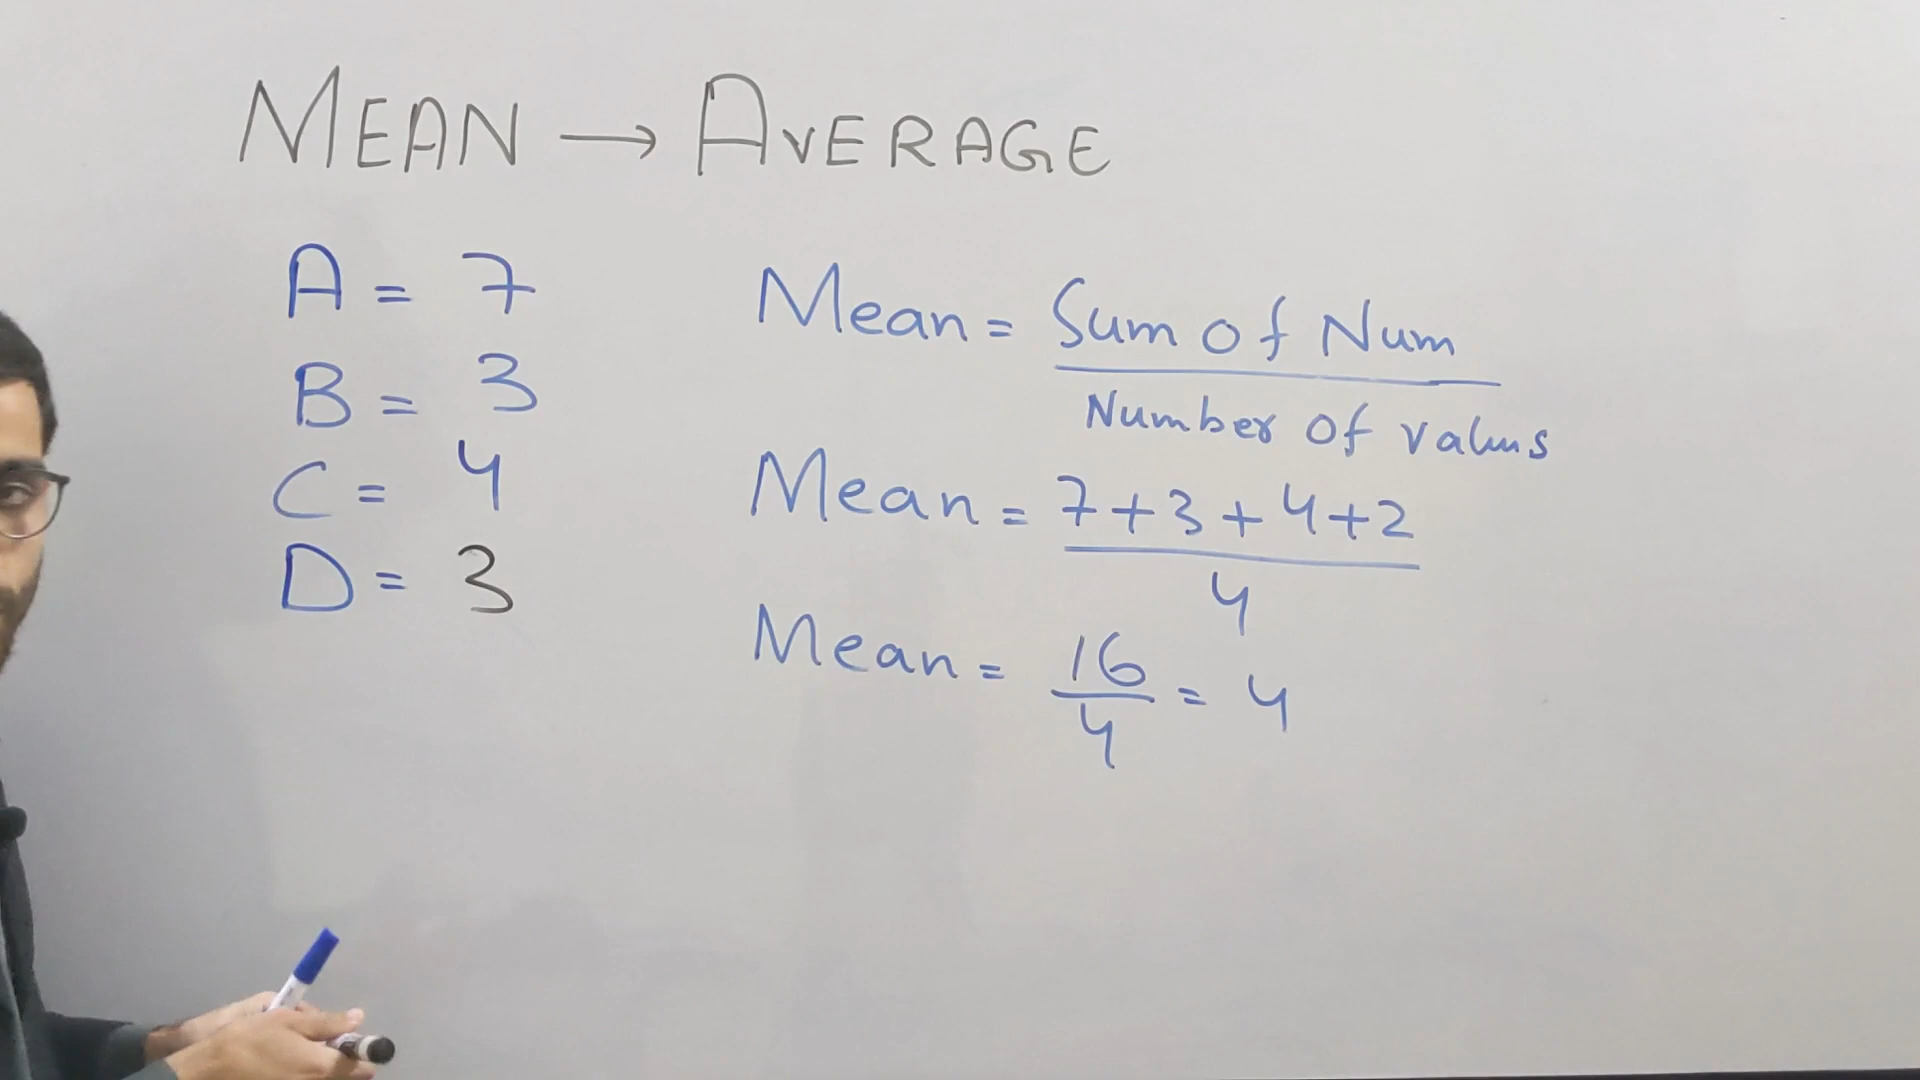 MEAN → AVERAGE
A = 7
B = 3
C = 4
D = 3
Mean = Sum of Num
Number of values
Mean = 7+3+4+2
4
Mean = 16
4
= 4